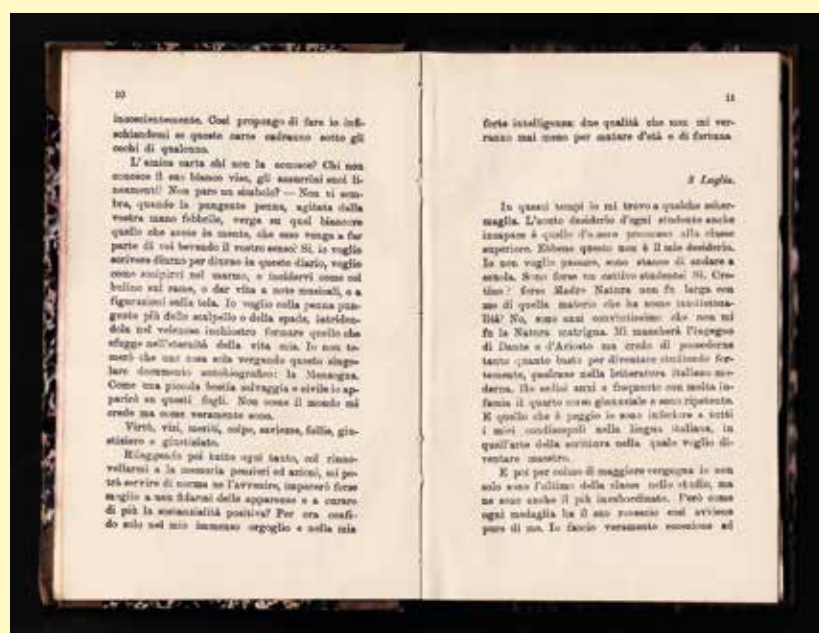 10
incoscientemente. Così propongo di fare io infi-
schiandomi se queste carte cadranno sotto gli
occhi di qualcuno.
L'amica carta chi non la conosce? Chi non
conosce il suo bianco viso, gli azzurrini suoi li-
neamenti? Non pare un simbolo? — Non vi sem-
bra, quando la pungente penna, agitata dalla
vostra mano febbrile, verga su quel biancore
quello che avete in mente, che esso venga a far
parte di voi bevendo il vostro senso? Sì, io voglio
scrivere diurno per diurno in questo diario, voglio
come scolpirvi nel marmo, e incidervi come col
bulino sul rame, o dar vita a note musicali, o a
figurazioni sulla tela. Io voglio colla penna pun-
gente più dello scalpello o della spada, intriden-
dola nel velenoso inchiostro fermare quello che
sfugge nell'eternità della vita mia. Io non te-
merò che una cosa sola vergando questo singo-
lare documento autobiografico: la Menzogna.
Come una piccola bestia selvaggia e civile io ap-
parirò su questi fogli. Non come il mondo mi
crede ma come veramente sono.
Virtù, vizi, meriti, colpe, saviezze, follie, giu-
stiziere e giustiziato.
Rileggendo poi tutto ogni tanto, col rinno-
vellarmi a la memoria pensieri ed azioni, mi po-
trà servire di norma ne l'avvenire, imparerò forse
meglio a non fidarmi delle apparenze e a curare
di più la sostanzialità positiva? Per ora confi-
do solo nel mio immenso orgoglio e nella mia
11
forte intelligenza: due qualità che non mi ver-
ranno mai meno per mutare d'età e di fortuna
3 Luglio.
In questi tempi io mi trovo a qualche scher-
maglia. L'acuto desiderio d'ogni studente anche
incapace è quello d'essere promosso alla classe
superiore. Ebbene questo non è il mio desiderio.
Io non voglio passare, sono stanco di andare a
scuola. Sono forse un cattivo studente? Sì. Cre-
tino? forse Madre Natura non fu larga con
me di quella materia che ha nome intellettua-
lità? No, sono anzi convintissimo che non mi
fu la Natura matrigna. Mi mancherà l'ingegno
di Dante e d'Ariosto ma credo di possederne
tanto quanto basta per diventare studiando for-
temente, qualcuno nella letteratura italiana mo-
derna. Ho sedici anni e frequento con molta in-
famia il quarto corso ginnasiale e sono ripetente.
E quello che è peggio io sono inferiore a tutti
i miei condiscepoli nella lingua italiana, in
quell'arte della scrittura nella quale voglio di-
ventare maestro.
E poi per colmo di maggiore vergogna io non
solo sono l'ultimo della classe nello studio, ma
ne sono anche il più insubordinato. Però come
ogni medaglia ha il suo rovescio così avviene
pure di me. Io faccio veramente eccezione ad